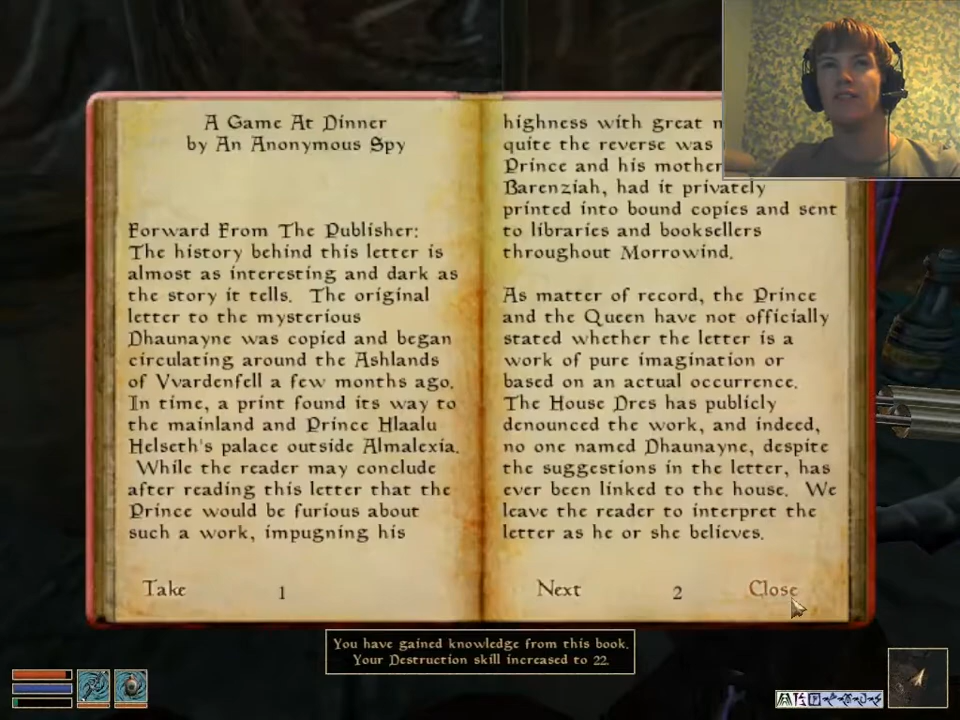 A Game At Dinner
by An Anonymous Spy
Forward From The Publisher:
The history behind this letter is
almost as interesting and dark as
the story it tells.  The original
letter to the mysterious
Dhaunayne was copied and began
circulating around the Ashlands
of Vvardenfell a few months ago.
In time, a print found its way to
the mainland and Prince Hlaalu
Helseth's palace outside Almalexia.
While the reader may conclude
after reading this letter that the
Prince would be furious about
such a work, impugning his
highness with great
quite the reverse was
Prince and his mother
Barenziah, had it privately
printed into bound copies and sent
to libraries and booksellers
throughout Morrowind.
As matter of record, the Prince
and the Queen have not officially
stated whether the letter is a
work of pure imagination or
based on an actual occurrence.
The House Dres has publicly
denounced the work, and indeed,
no one named Dhaunayne, despite
the suggestions in the letter, has
ever been linked to the house.  We
leave the reader to interpret the
letter as he or she believes.
Take
1
Next
2
Close
You have gained knowledge from this book.
Your Destruction skill increased to 22.